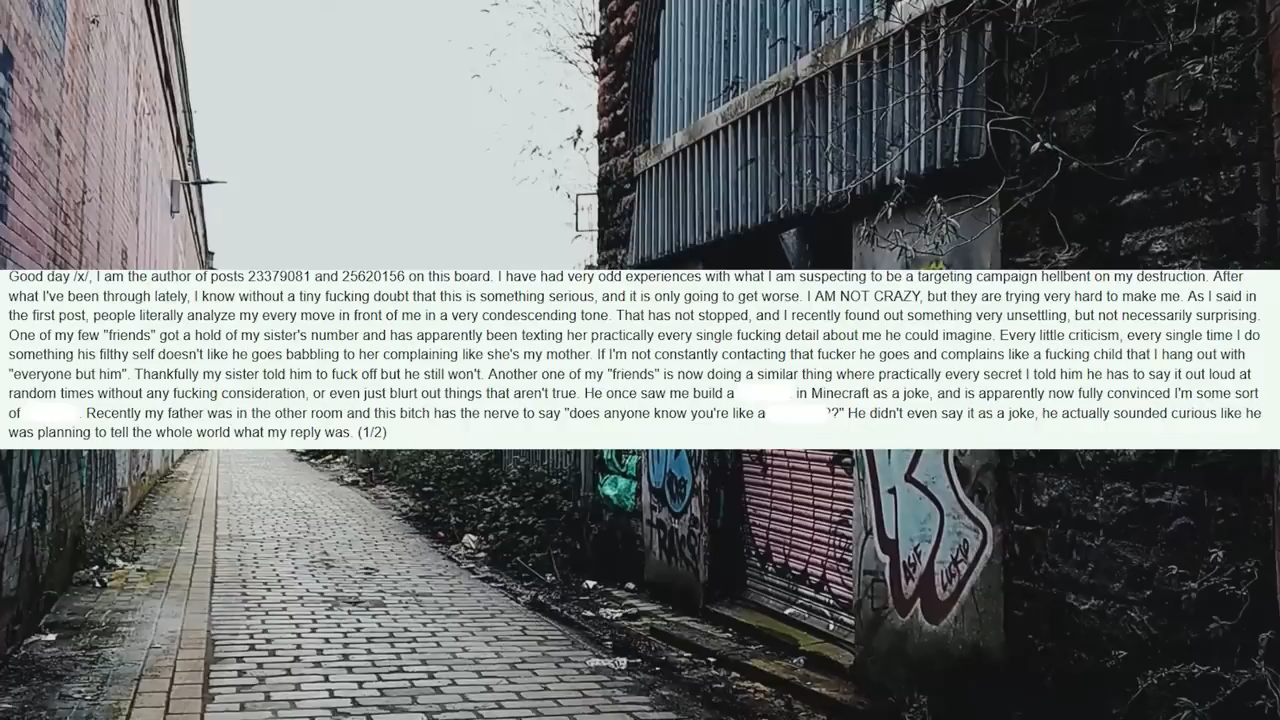 Good day /x/, I am the author of posts 23379081 and 25620156 on this board. I have had very odd experiences with what I am suspecting to be a targeting campaign hellbent on my destruction. After
what I've been through lately, I know without a tiny fucking doubt that this is something serious, and it is only going to get worse. I AM NOT CRAZY, but they are trying very hard to make me. As I said in
the first post, people literally analyze my every move in front of me in a very condescending tone. That has not stopped, and I recently found out something very unsettling, but not necessarily surprising.
One of my few "friends" got a hold of my sister's number and has apparently been texting her practically every single fucking detail about me he could imagine. Every little criticism, every single time I do
something his filthy self doesn't like he goes babbling to her complaining like she's my mother. If I'm not constantly contacting that fucker he goes and complains like a fucking child that I hang out with
"everyone but him". Thankfully my sister told him to fuck off but he still won't. Another one of my "friends" is now doing a similar thing where practically every secret I told him he has to say it out loud at
random times without any fucking consideration, or even just blurt out things that aren't true. He once saw me build a in Minecraft as a joke, and is apparently now fully convinced I'm some sort
of . Recently my father was in the other room and this bitch has the nerve to say "does anyone know you're like a ?" He didn't even say it as a joke, he actually sounded curious like he
was planning to tell the whole world what my reply was. (1/2)
ASIF